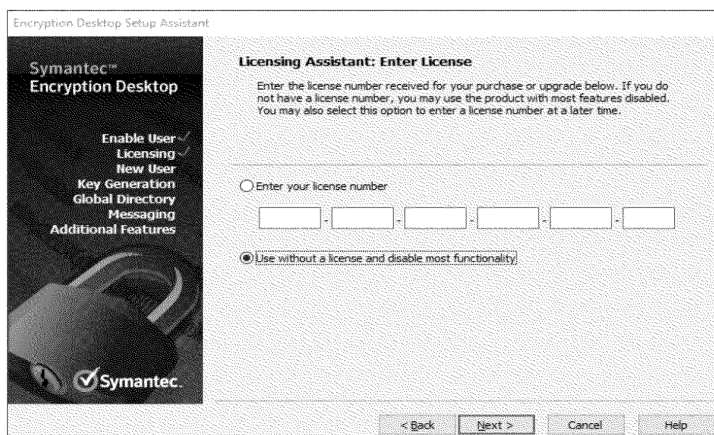 Encryption Desktop Setup Assistant
Symantec™
Encryption Desktop
Enable User
Licensing
New User
Key Generation
Global Directory
Messaging
Additional Features
Symantec.
Licensing Assistant: Enter License
Enter the license number received for your purchase or upgrade below. If you do
not have a license number, you may use the product with most features disabled.
You may also select this option to enter a license number at a later time.
Enter your license number
- - - - -
Use without a license and disable most functionality
< Back Next > Cancel Help